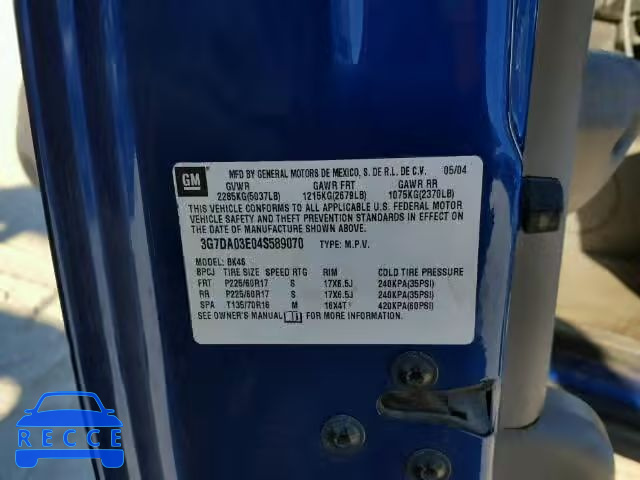 GM
MFD BY GENERAL MOTORS DE MEXICO, S. DE R.L. DE C.V. 05/04
GVWR GAWR FRT GAWR RR
2285KG(5037LB) 1215KG(2679LB) 1075KG(2370LB)
THIS VEHICLE CONFORMS TO ALL APPLICABLE U.S. FEDERAL MOTOR
VEHICLE SAFETY AND THEFT PREVENTION STANDARDS IN EFFECT ON
THE DATE OF MANUFACTURE SHOWN ABOVE.
3G7DA03E04S589070 TYPE: M.P.V.
MODEL: BK46
BPCJ TIRE SIZE SPEED RTG RIM COLD TIRE PRESSURE
FRT P225/60R17 S 17X6.5J 240KPA(35PSI)
RR P225/60R17 S 17X6.5J 240KPA(35PSI)
SPA T135/70R16 M 16X4T 420KPA(60PSI)
SEE OWNER'S MANUAL FOR MORE INFORMATION.
RECCE